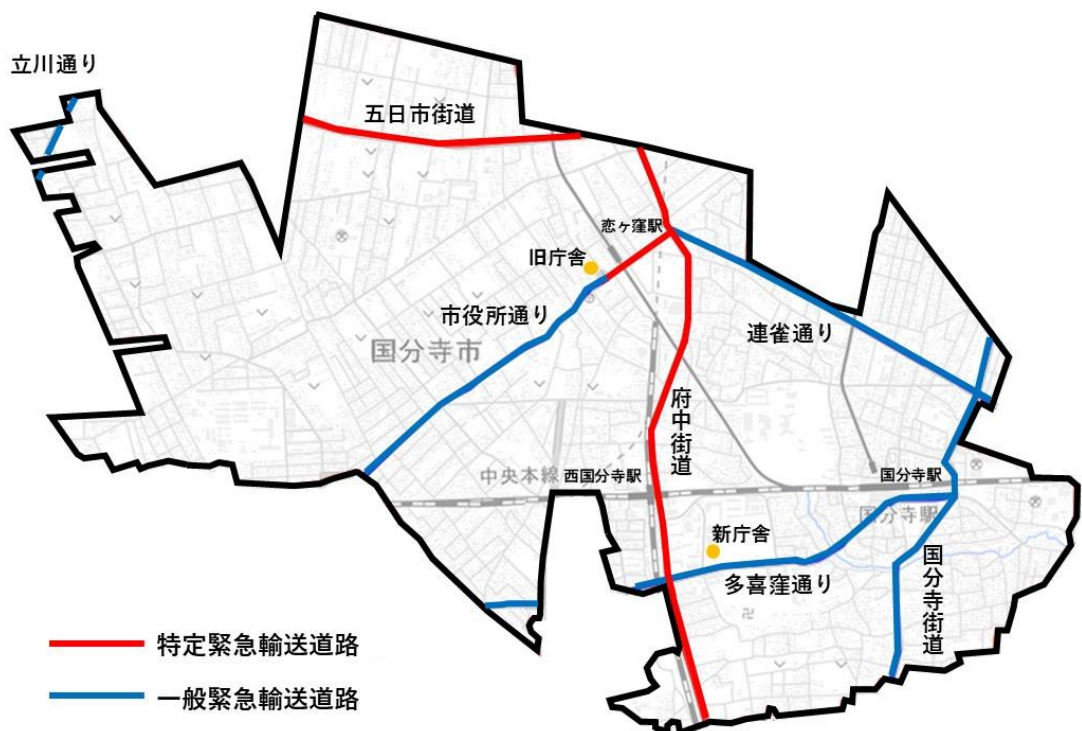 立川通り
五日市街道
恋ヶ窪駅
旧庁舎
市役所通り
連雀通り
国分寺市
府中街道
中央本線
西国分寺駅
国分寺駅
国分寺駅
新庁舎
多喜窪通り
国分寺街道
特定緊急輸送道路
一般緊急輸送道路